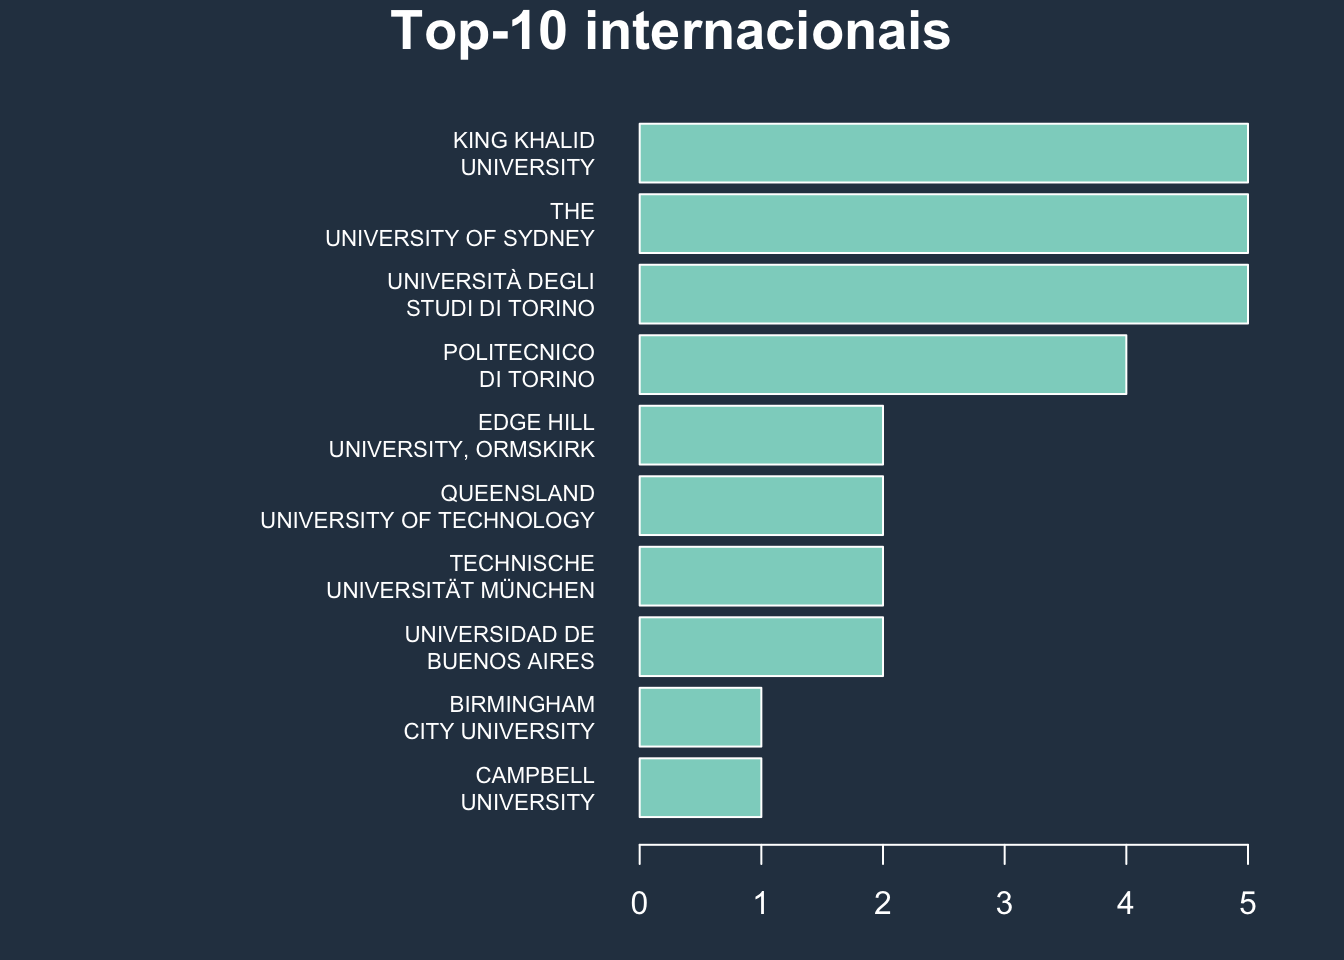 Top-10 internacionais
KING KHALID
UNIVERSITY
THE
UNIVERSITY OF SYDNEY
UNIVERSITÀ DEGLI
STUDI DI TORINO
POLITECNICO
DI TORINO
EDGE HILL
UNIVERSITY, ORMSKIRK
QUEENSLAND
UNIVERSITY OF TECHNOLOGY
TECHNISCHE
UNIVERSITÄT MÜNCHEN
UNIVERSIDAD DE
BUENOS AIRES
BIRMINGHAM
CITY UNIVERSITY
CAMPBELL
UNIVERSITY
0 1 2 3 4 5